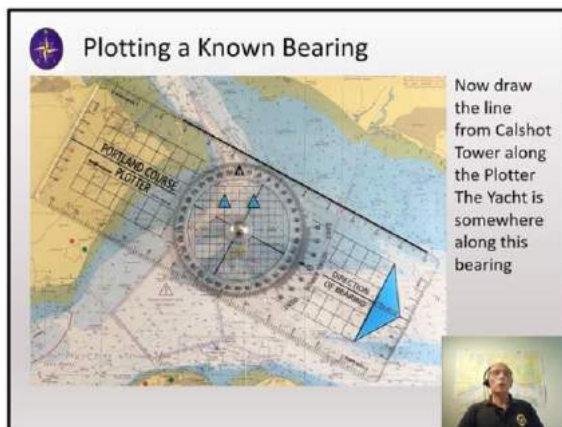 Plotting a Known Bearing
Now draw
the line
from Calshot
Tower along
the Plotter
The Yacht is
somewhere
along this
bearing
PORTLAND COURSE
PLOTTER
DIRECTION
OF BEARING